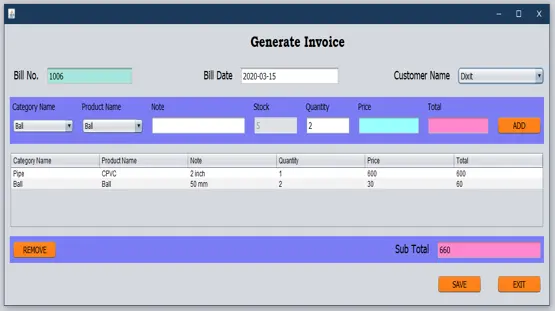 Generate Invoice
Bill No. 1006 Bill Date 2020-03-15 Customer Name Dixit
Category Name Product Name Note Stock Quantity Price Total
Ball Ball 5 2 ADD
Category Name Product Name Note Quantity Price Total
Pipe CPVC 2 inch 1 600 600
Ball Ball 50 mm 2 30 60
REMOVE Sub Total 660
SAVE EXIT